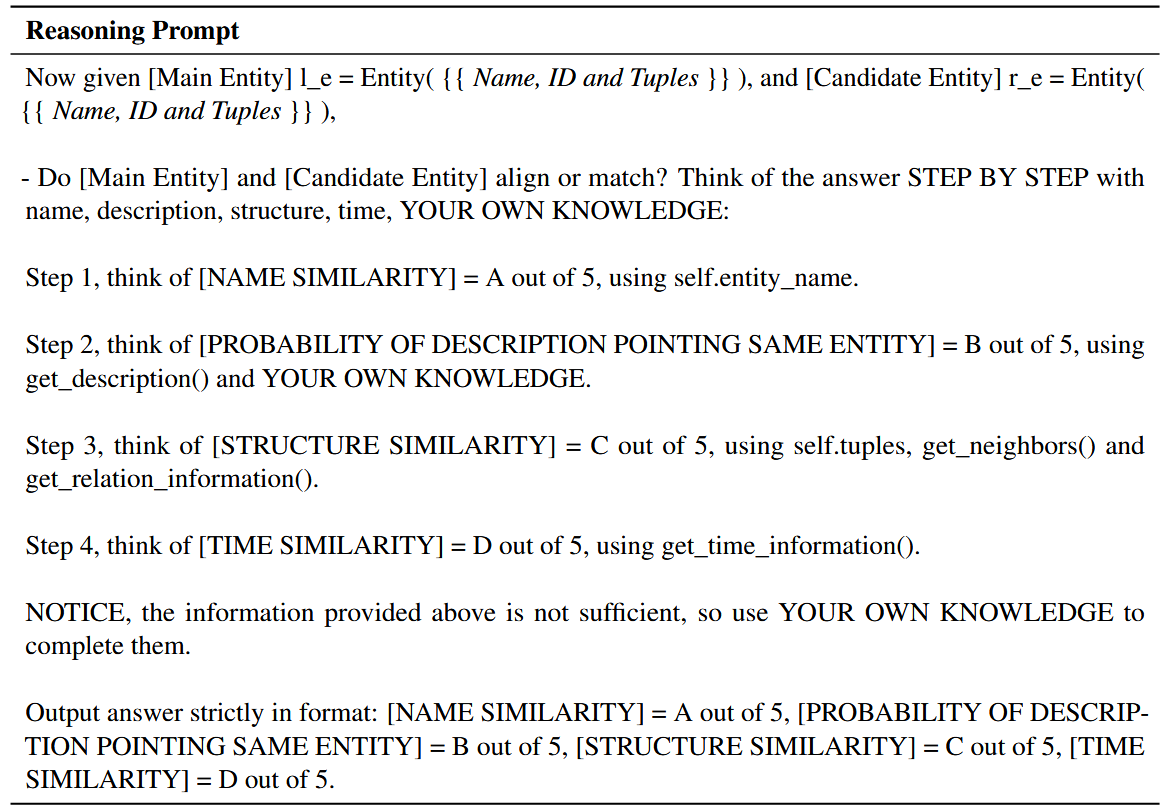 Reasoning Prompt
Now given [Main Entity] l_e = Entity( {{ Name, ID and Tuples }} ), and [Candidate Entity] r_e = Entity(
{{ Name, ID and Tuples }} ),
- Do [Main Entity] and [Candidate Entity] align or match? Think of the answer STEP BY STEP with
name, description, structure, time, YOUR OWN KNOWLEDGE:
Step 1, think of [NAME SIMILARITY] = A out of 5, using self.entity_name.
Step 2, think of [PROBABILITY OF DESCRIPTION POINTING SAME ENTITY] = B out of 5, using
get_description() and YOUR OWN KNOWLEDGE.
Step 3, think of [STRUCTURE SIMILARITY] = C out of 5, using self.tuples, get_neighbors() and
get_relation_information().
Step 4, think of [TIME SIMILARITY] = D out of 5, using get_time_information().
NOTICE, the information provided above is not sufficient, so use YOUR OWN KNOWLEDGE to
complete them.
Output answer strictly in format: [NAME SIMILARITY] = A out of 5, [PROBABILITY OF DESCRIP-
TION POINTING SAME ENTITY] = B out of 5, [STRUCTURE SIMILARITY] = C out of 5, [TIME
SIMILARITY] = D out of 5.